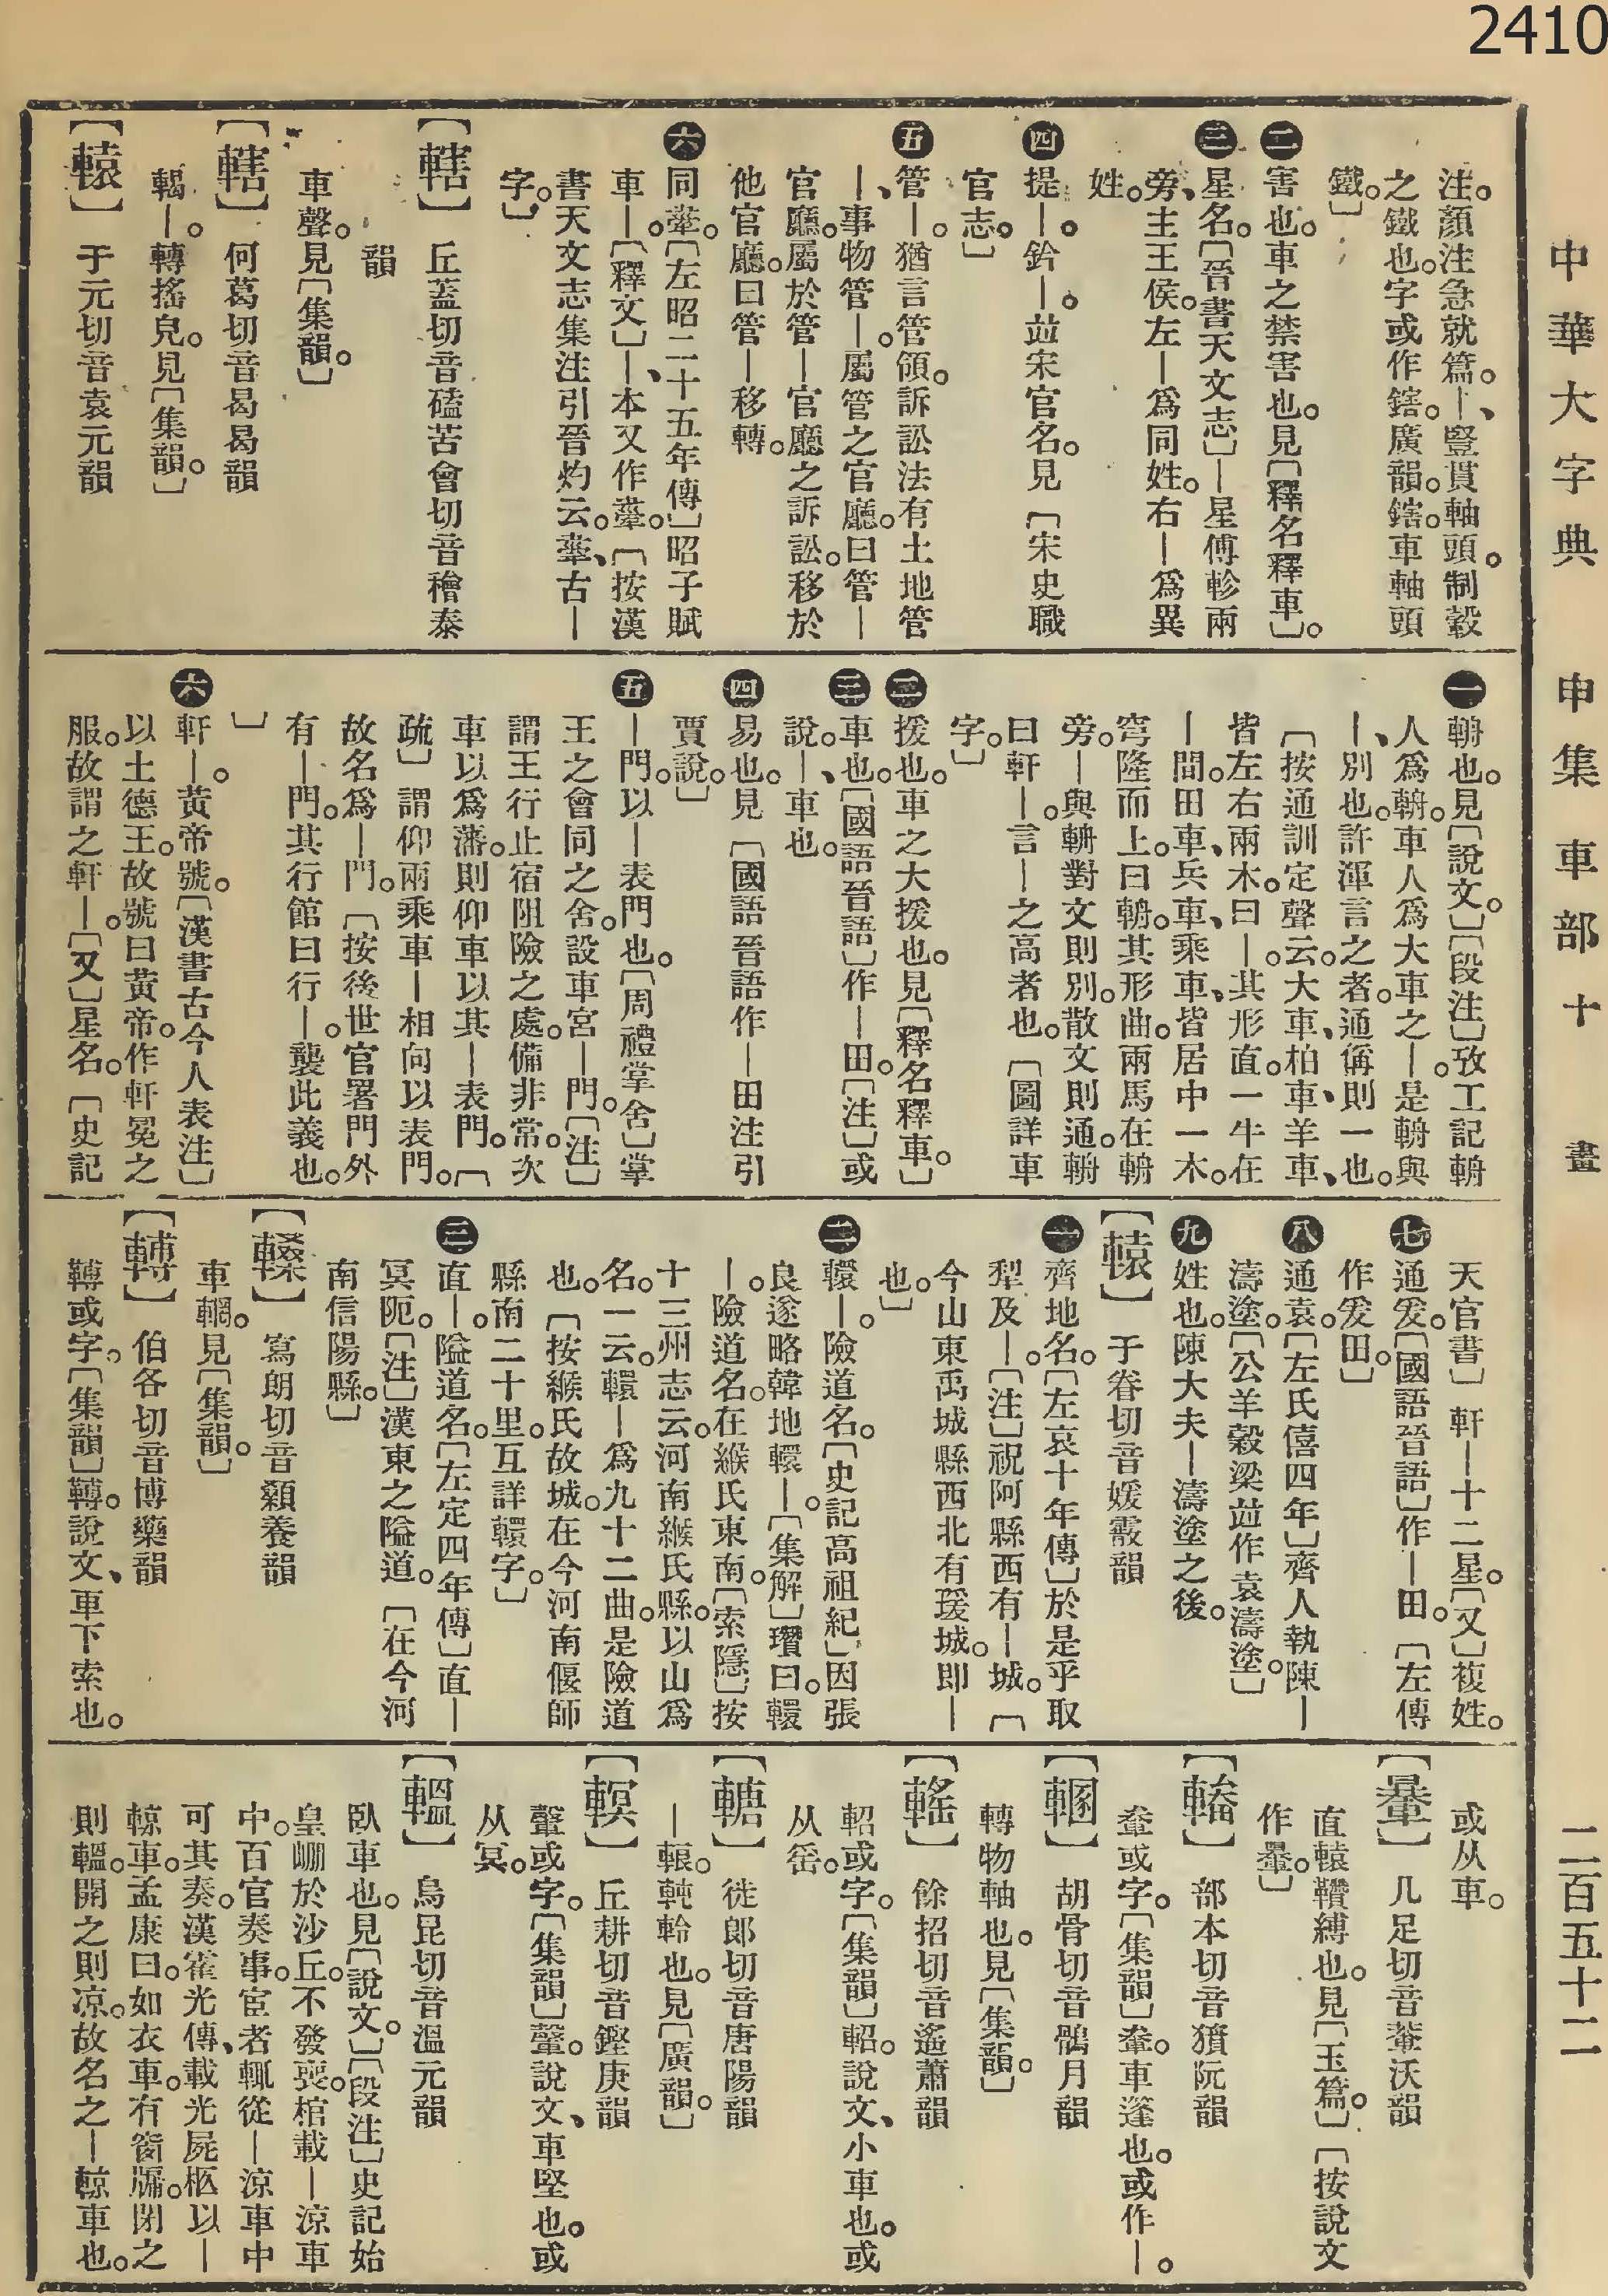 2410
中華大字典　申集　車部　十畫　二百五十二
注。顏注急就篇。｜、豎貫軸頭。制轂
之鐵也。字或作鎋。廣韻。鎋。車軸頭
鐵。〕
二害也。車之禁害也。見〔釋名釋車〕。
三星名。〔晉書天文志〕｜星傅軫兩
旁、主王侯。左｜爲同姓。右｜爲異
姓。
四提｜。鈐｜。並宋官名。見〔宋史職
官志。〕
五管｜。猶言管領。訴訟法有土地管
｜、事物管｜。屬管之官廳。曰管｜
官廳。屬於管｜官廳之訴訟。移於
他官廳。曰管｜移轉。
六同舝。〔左昭二十五年傳〕昭子賦
車｜。〔釋文〕｜、本又作舝。〔按漢
書天文志集注引晉灼云。舝、古｜
字。〕
【轄】丘蓋切音磕苦會切音穭泰
韻
車聲。見〔集韻。〕
【轄】何葛切音曷曷韻
輵｜。轉搖皃。見〔集韻。〕
【轅】于元切音袁元韻
一輈也。見〔說文。〕〔段注〕攷工記輈
人爲輈。車人爲大車之｜。是輈與
｜、別也。許渾言之者。通偁則一也。
〔按通訓定聲云。大車、柏車、羊車、
皆左右兩木。曰｜。其形直。一牛在
｜間。田車、兵車、乘車、皆居中一木。
穹隆而上。曰輈。其形曲。兩馬在輈
旁。｜與輈對文則別。散文則通。輈
曰軒｜。言｜之高者也。〔圖詳車
字。〕
二援也。車之大援也。見〔釋名釋車。〕
三車也。〔國語晉語〕作｜田。〔注〕或
說。｜、車也。
四易也。見〔國語晉語作｜田注引
賈說。〕
五｜門。以｜表門也。〔周禮掌舍〕掌
王之會同之舍。設車宮｜門。〔注〕
謂王行止宿阻險之處。備非常。次
車以爲藩。則仰車以其｜表門。〔
疏〕謂仰兩乘車｜相向以表門。
故名爲｜門。〔按後世官署門外
有｜門。其行館曰行｜。襲此義也。
〕
六軒｜。黃帝號。〔漢書古今人表注〕
以土德王。故號曰黃帝。作軒冕之
服。故謂之軒｜。〔又〕星名。〔史記
天官書〕軒｜十二星。〔又〕複姓。
七通爰。〔國語晉語〕作｜田。〔左傳
作爰田。〕
八通袁。〔左氏僖四年〕齊人執陳｜
濤塗。〔公羊穀梁並作袁濤塗。〕
九姓也。陳大夫｜濤塗之後。
【轅】于眷切音媛霰韻
一齊地名。〔左哀十年傳〕於是乎取
犁及｜。〔注〕祝阿縣西有｜城。〔
今山東禹城縣西北有瑗城。卽｜
也。〕
二轘｜。險道名。〔史記高祖紀〕因張
良遂略韓地轘｜。〔集解〕瓚曰。轘
｜。險道名。在緱氏東南。〔索隱〕按
十三州志云。河南緱氏縣。以山爲
名。一云。轘｜爲九十二曲。是險道
也。〔按緱氏故城。在今河南偃師
縣南二十里。互詳轘字。〕
三直｜。隘道名。〔左定四年傳〕直｜
冥阨。〔注〕漢東之隘道。〔在今河
南信陽縣。〕
【𨎆】寫朗切音顙養韻
車輞。見〔集韻。〕
【䡙】伯各切音博藥韻
轉或字。〔集韻〕䪙。說文、車下索也。
或从車。
【𨎊】几足切音輂沃韻
直轅𩏩縛也。見〔玉篇。〕〔按說文
作𨏔。〕
【𨎧】部本切音獖阮韻
軬或字。〔集韻〕軬。車篷也。或作｜。
【𨎝】胡骨切音鶻月韻
轉物軸也。見〔集韻。〕
【䡞】餘招切音遙蕭韻
軺或字。〔集韻〕軺。說文、小車也。或
从䍃。
【𨎋】徙郎切音唐陽韻
｜輬。軘軨也。見〔廣韻。〕
【𨎍】丘耕切音鏗庚韻
䡰或字。〔集韻〕䡰。說文、車堅也。或
从冥。
【轀】烏昆切音溫元韻
臥車也。見〔說文。〕〔段注〕史記始
皇崩於沙丘。不發喪。棺載｜涼車
中。百官奏事。宦者輒從｜涼車中
可其奏。漢霍光傳、載光屍柩以｜
輬車。孟康曰。如衣車。有窗牖。閉之
則轀。開之則涼。故名之｜輬車也。